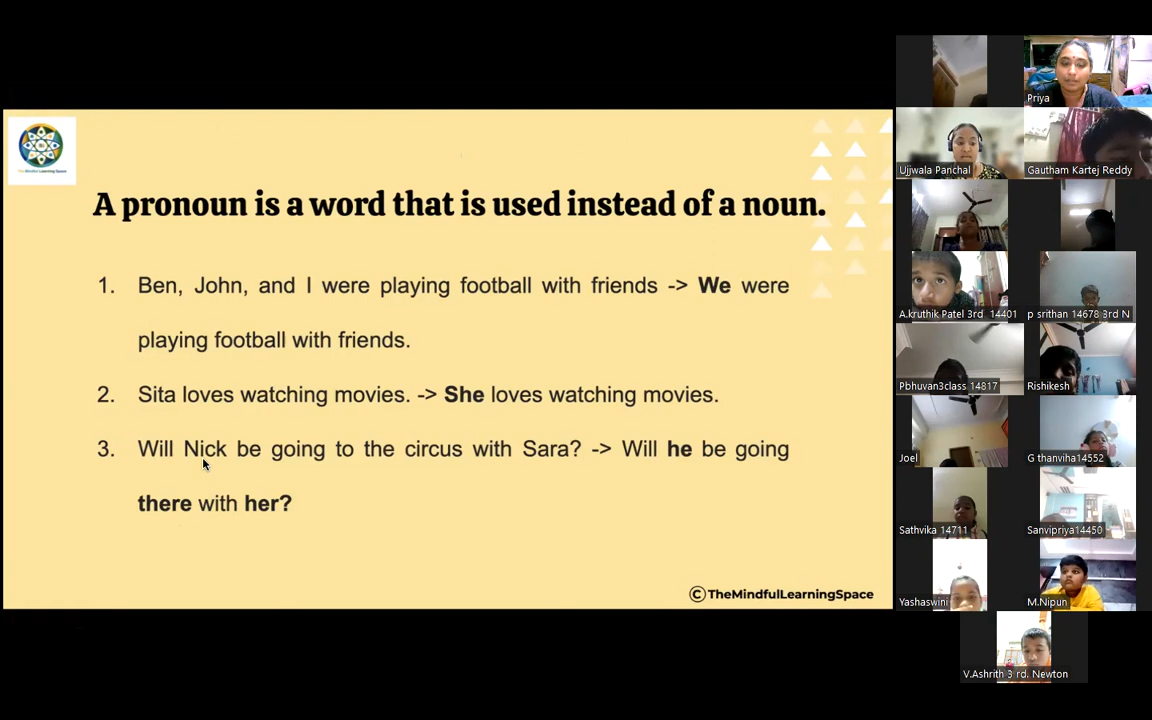 A pronoun is a word that is used instead of a noun.
1. Ben, John, and I were playing football with friends -> We were
playing football with friends.
2. Sita loves watching movies. -> She loves watching movies.
3. Will Nick be going to the circus with Sara? -> Will he be going
there with her?
©TheMindfulLearningSpace
The Mindful Learning Space
Priya
Ujjwala Panchal
Gautham Kartej Reddy
A.kruthik Patel 3rd 14401
p srithan 14678 3rd N
Pbhuvan3class 14817
Rishikesh
Joel
G thanviha14552
Sathvika 14711
Sanvipriya14450
Yashaswini
M.Nipun
V.Ashrith 3 rd. Newton